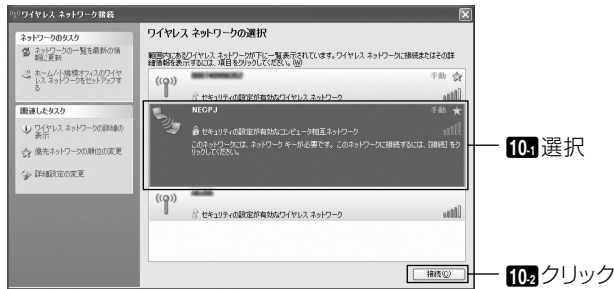 ワイヤレス ネットワーク接続
ネットワークのタスク
ネットワークの一覧を最新の情
報に更新
ホーム/小規模オフィスのワイヤ
レス ネットワークをセットアップす
る
関連したタスク
ワイヤレス ネットワークの詳細の
表示
優先ネットワークの順位の変更
詳細設定の変更
ワイヤレス ネットワークの選択
範囲内にあるワイヤレス ネットワークが下に一覧表示されています。ワイヤレス ネットワークに接続またはその詳
細情報を表示するには、項目をクリックしてください。(W)
手動
セキュリティの設定が有効なワイヤレス ネットワーク
NECPJ
手動
セキュリティの設定が有効なコンピュータ相互ネットワーク
このネットワークには、ネットワーク キーが必要です。このネットワークに接続するには、[接続] をク
リックしてください。
セキュリティの設定が有効なワイヤレス ネットワーク
接続(C)
10-1 選択
10-2 クリック